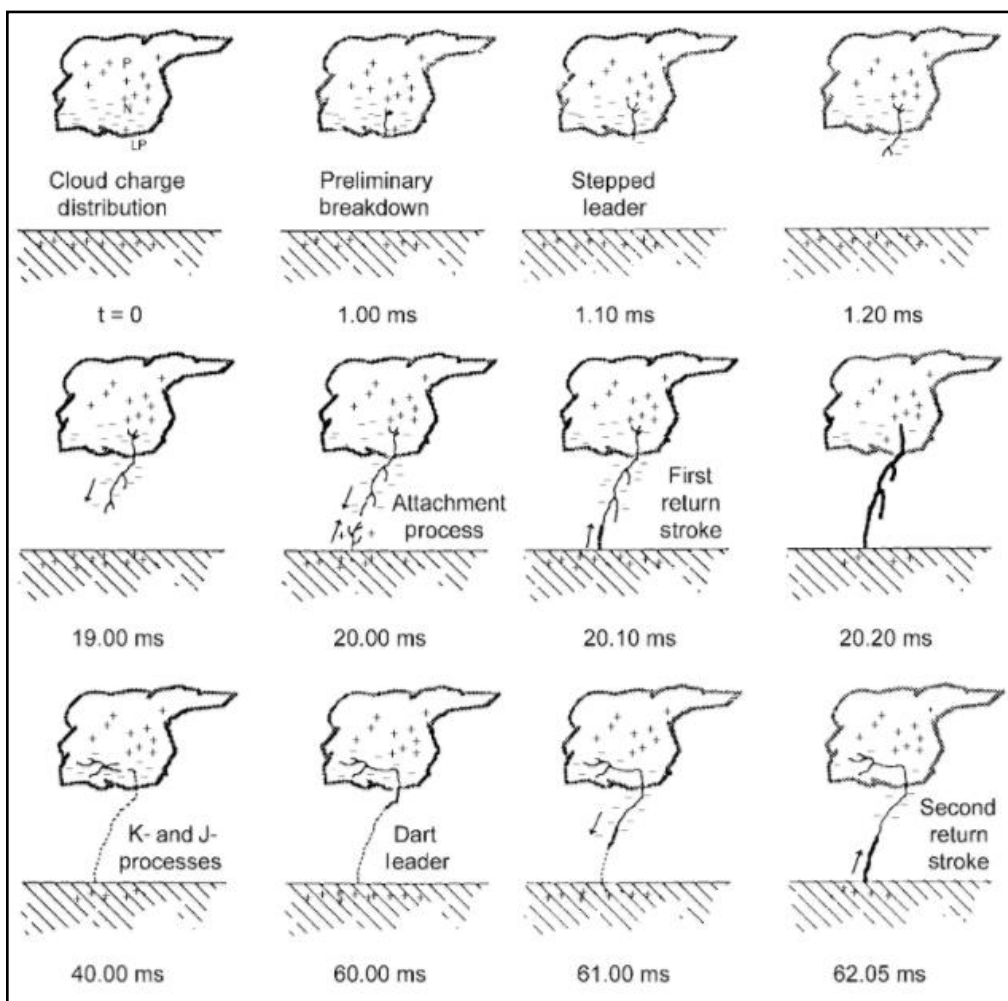 P
N
LP
Cloud charge
distribution
Preliminary
breakdown
Stepped
leader
t = 0
1.00 ms
1.10 ms
1.20 ms
Attachment
process
First
return
stroke
19.00 ms
20.00 ms
20.10 ms
20.20 ms
K- and J-
processes
Dart
leader
Second
return
stroke
40.00 ms
60.00 ms
61.00 ms
62.05 ms